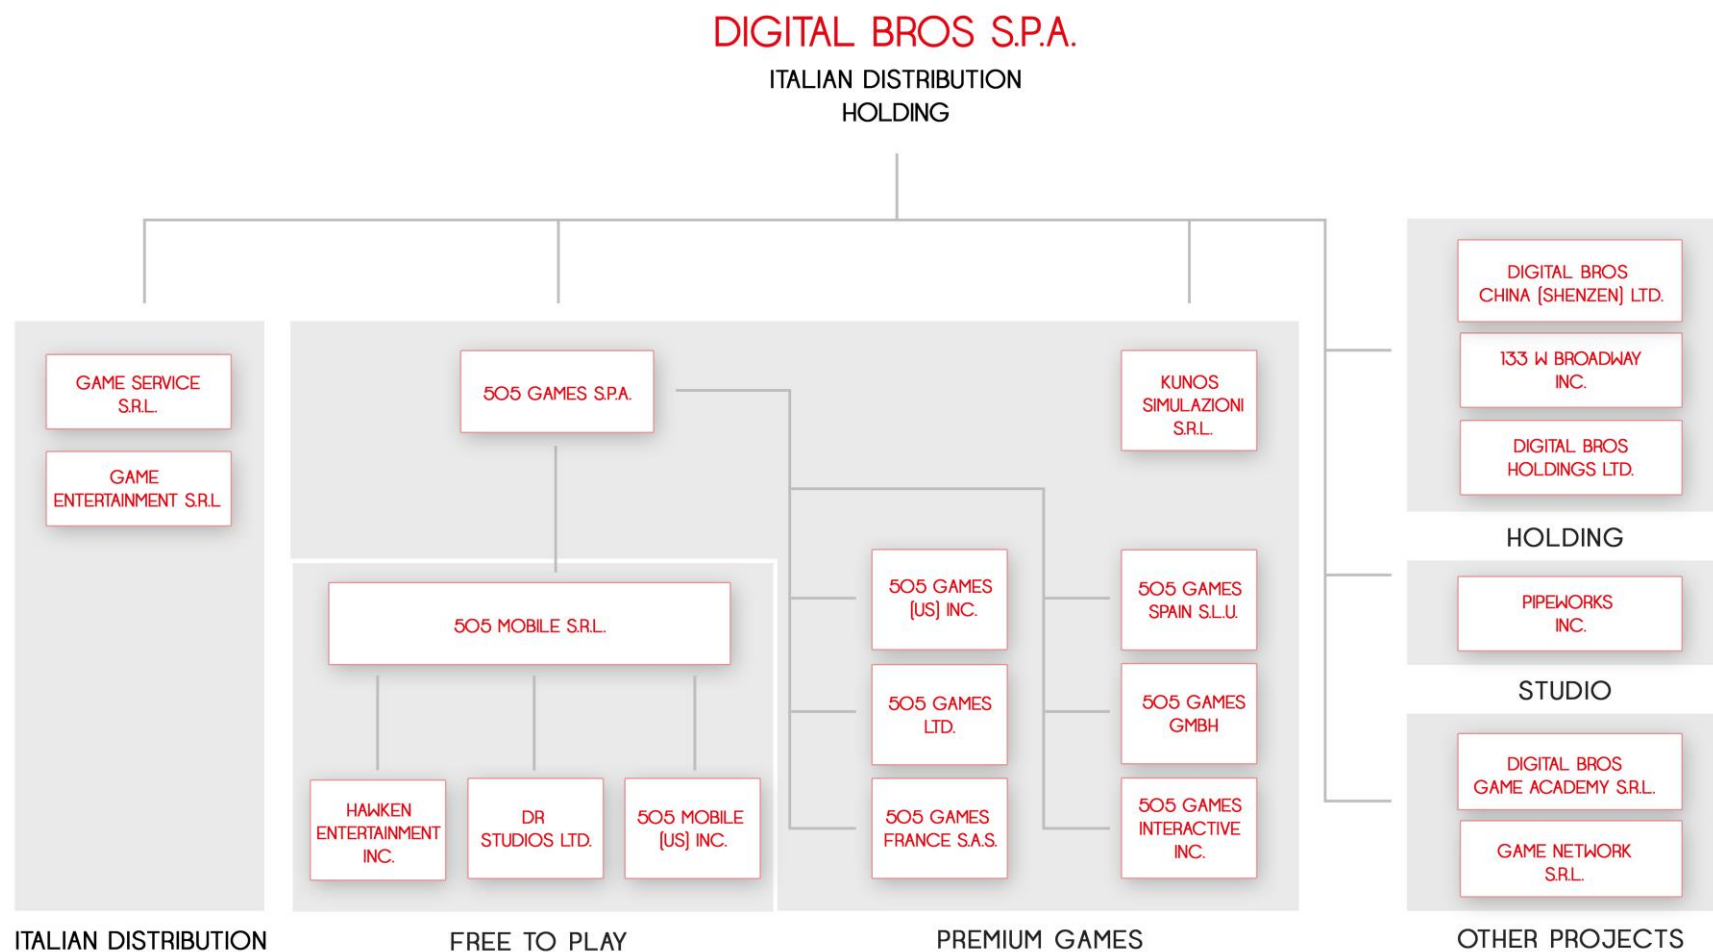 DIGITAL BROS S.P.A.
ITALIAN DISTRIBUTION
HOLDING
GAME SERVICE
S.R.L.
GAME
ENTERTAINMENT S.R.L
ITALIAN DISTRIBUTION
505 GAMES S.P.A.
505 MOBILE S.R.L.
HAWKEN
ENTERTAINMENT
INC.
DR
STUDIOS LTD.
505 MOBILE
(US) INC.
FREE TO PLAY
KUNOS
SIMULAZIONI
S.R.L.
505 GAMES
(US) INC.
505 GAMES
LTD.
505 GAMES
FRANCE S.A.S.
505 GAMES
SPAIN S.L.U.
505 GAMES
GMBH
505 GAMES
INTERACTIVE
INC.
PREMIUM GAMES
DIGITAL BROS
CHINA (SHENZEN) LTD.
133 W BROADWAY
INC.
DIGITAL BROS
HOLDINGS LTD.
HOLDING
PIPEWORKS
INC.
STUDIO
DIGITAL BROS
GAME ACADEMY S.R.L.
GAME NETWORK
S.R.L.
OTHER PROJECTS